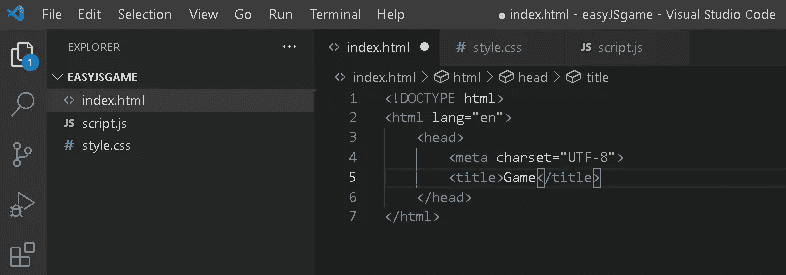 File Edit Selection View Go Run Terminal Help ● index.html - easyJSgame - Visual Studio Code
EXPLORER ...
index.html ● style.css JS script.js
1
EASYJSGAME
index.html > html > head > title
index.html
JS script.js
# style.css
1 <!DOCTYPE html>
2 <html lang="en">
3 <head>
4 <meta charset="UTF-8">
5 <title>Game</title>
6 </head>
7 </html>